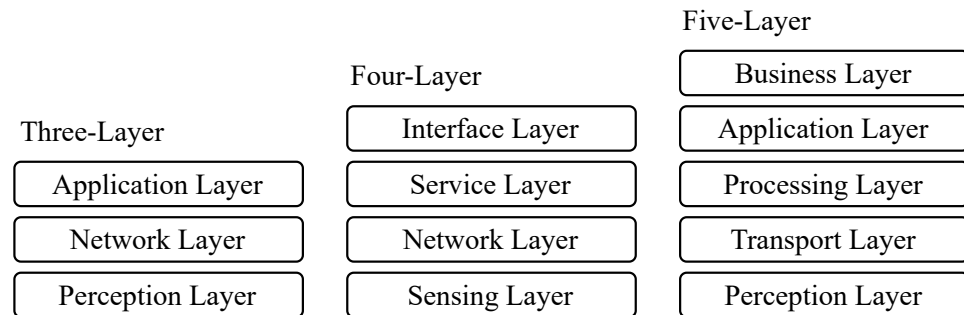 Three-Layer
Application Layer
Network Layer
Perception Layer
Four-Layer
Interface Layer
Service Layer
Network Layer
Sensing Layer
Five-Layer
Business Layer
Application Layer
Processing Layer
Transport Layer
Perception Layer